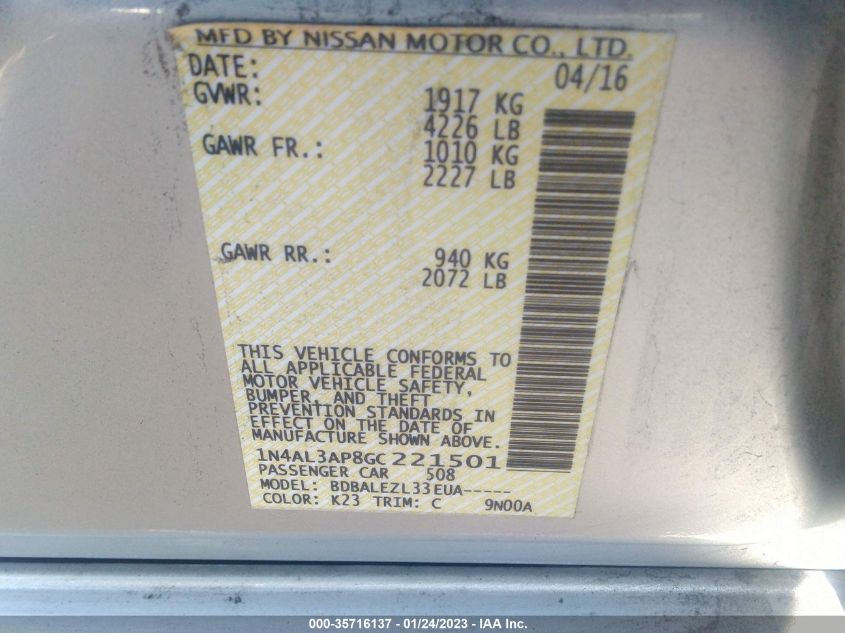 MFD BY NISSAN MOTOR CO., LTD.
DATE: 04/16
GVWR: 1917 KG
4226 LB
GAWR FR.: 1010 KG
2227 LB
GAWR RR.: 940 KG
2072 LB
THIS VEHICLE CONFORMS TO
ALL APPLICABLE FEDERAL
MOTOR VEHICLE SAFETY,
BUMPER, AND THEFT
PREVENTION STANDARDS IN
EFFECT ON THE DATE OF
MANUFACTURE SHOWN ABOVE.
1N4AL3AP8GC221501
PASSENGER CAR 508
MODEL: BDBALEZL33EUA-----
COLOR: K23 TRIM: C 9N00A
000-35716137 - 01/24/2023 - IAA Inc.